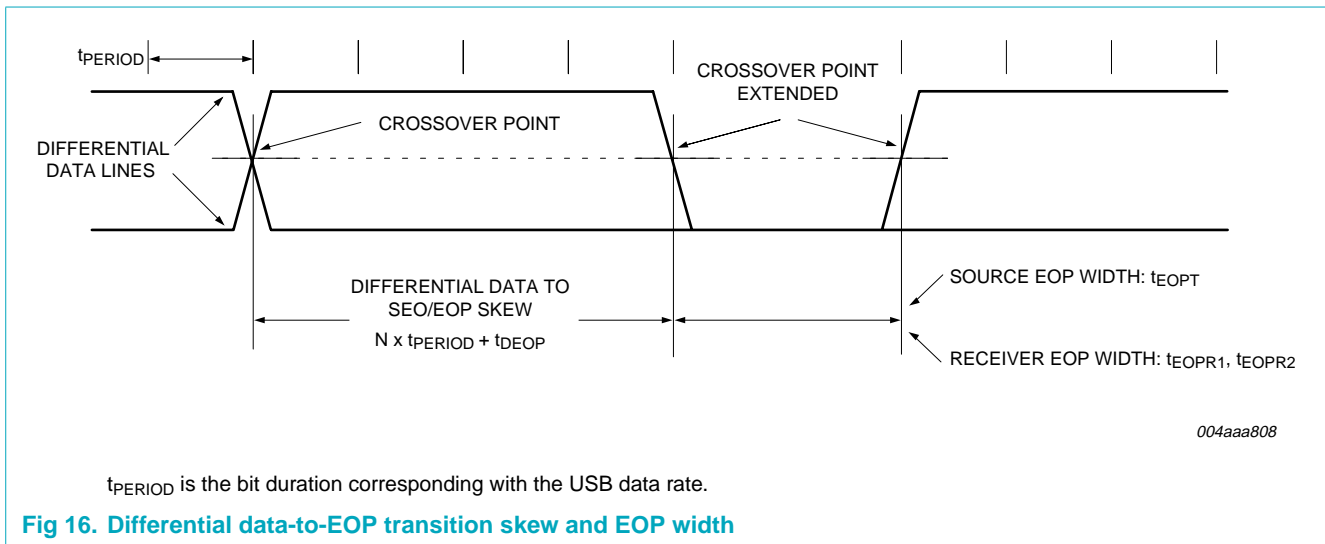 tPERIOD
CROSSOVER POINT
EXTENDED
CROSSOVER POINT
DIFFERENTIAL
DATA LINES
DIFFERENTIAL DATA TO
SEO/EOP SKEW
N x tPERIOD + tDEOP
SOURCE EOP WIDTH: tEOPT
RECEIVER EOP WIDTH: tEOPR1, tEOPR2
004aaa808
tPERIOD is the bit duration corresponding with the USB data rate.
Fig 16. Differential data-to-EOP transition skew and EOP width